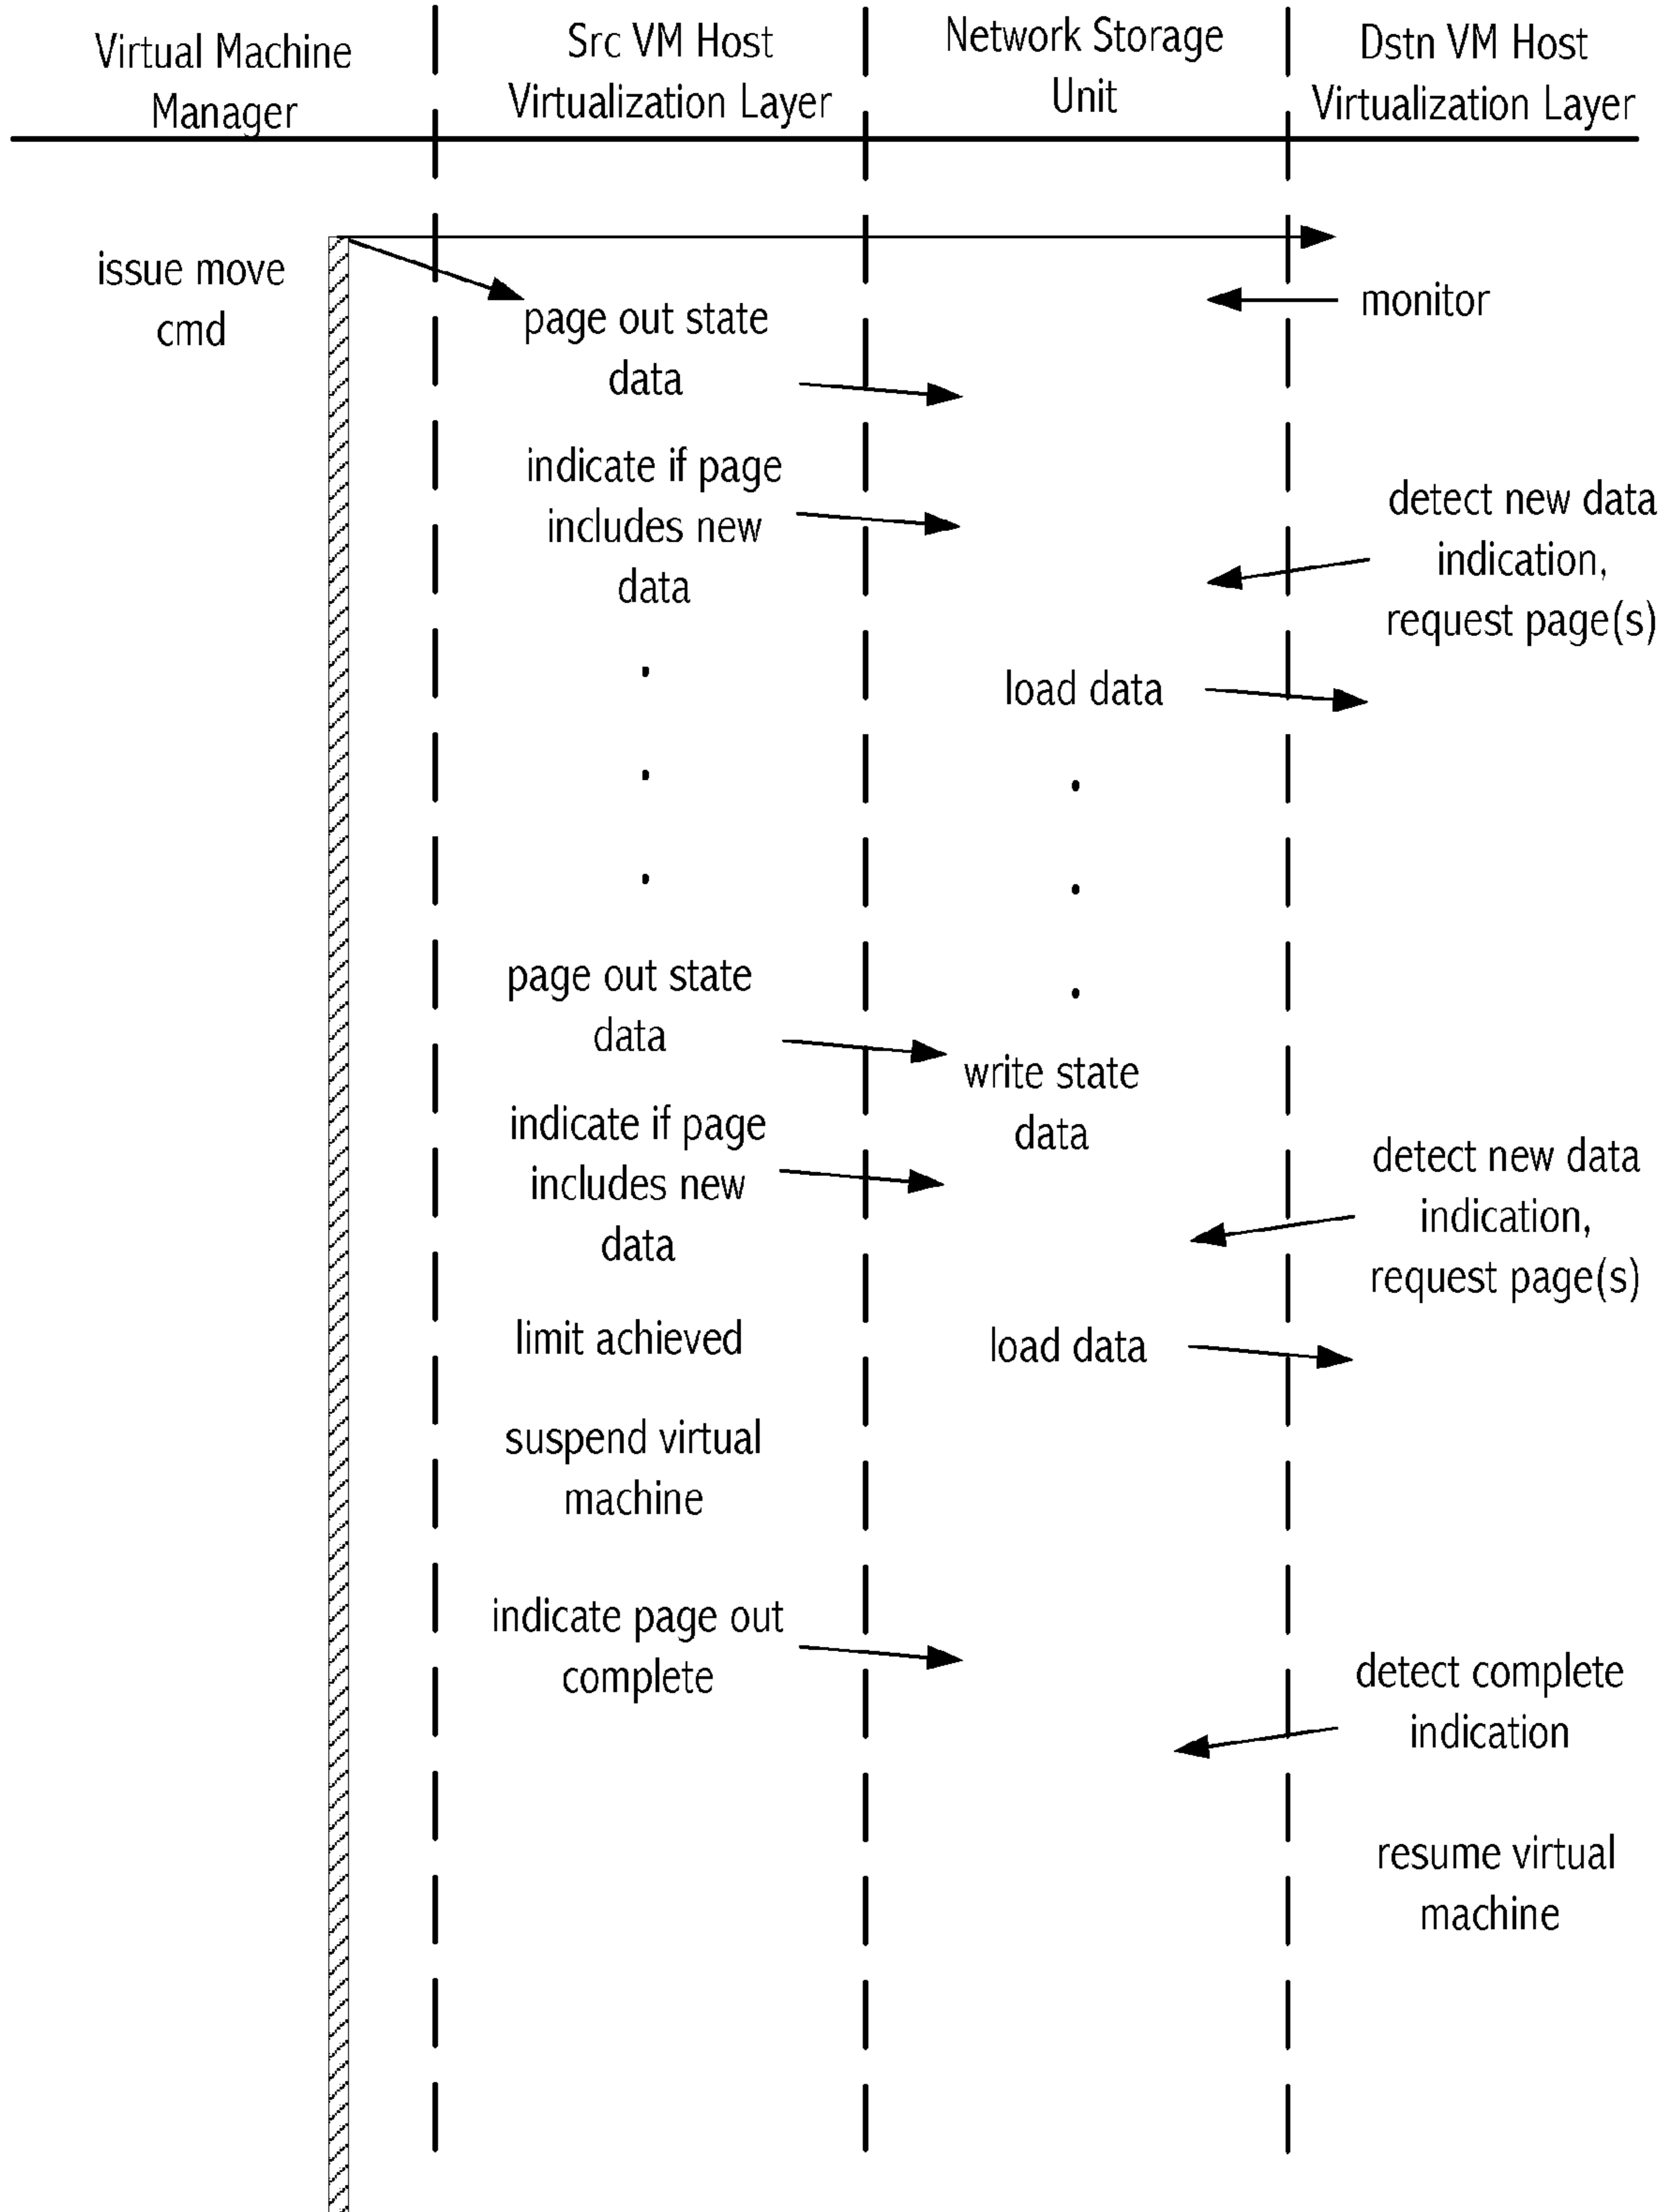 Virtual Machine
Manager
Src VM Host
Virtualization Layer
Network Storage
Unit
Dstn VM Host
Virtualization Layer
issue move
cmd
page out state
data
monitor
indicate if page
includes new
data
detect new data
indication,
request page(s)
load data
page out state
data
write state
data
indicate if page
includes new
data
detect new data
indication,
request page(s)
limit achieved
load data
suspend virtual
machine
indicate page out
complete
detect complete
indication
resume virtual
machine